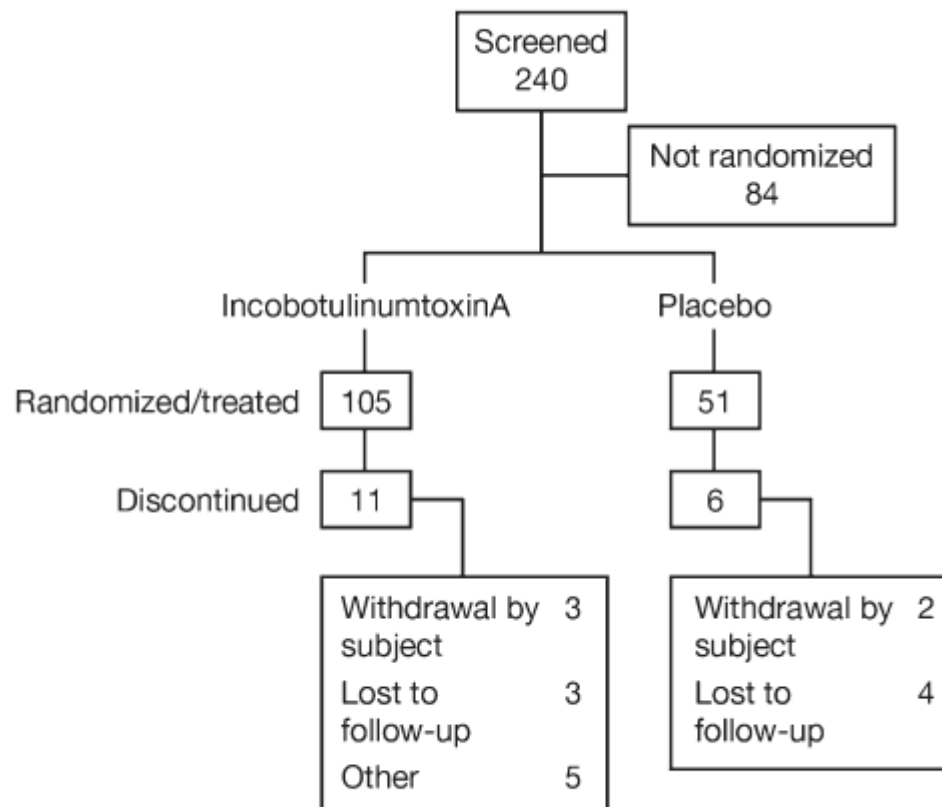 Screened
240
Not randomized
84
IncobotulinumtoxinA Placebo
Randomized/treated 105 51
Discontinued 11 6
Withdrawal by 3
subject
Lost to 3
follow-up
Other 5
Withdrawal by 2
subject
Lost to 4
follow-up